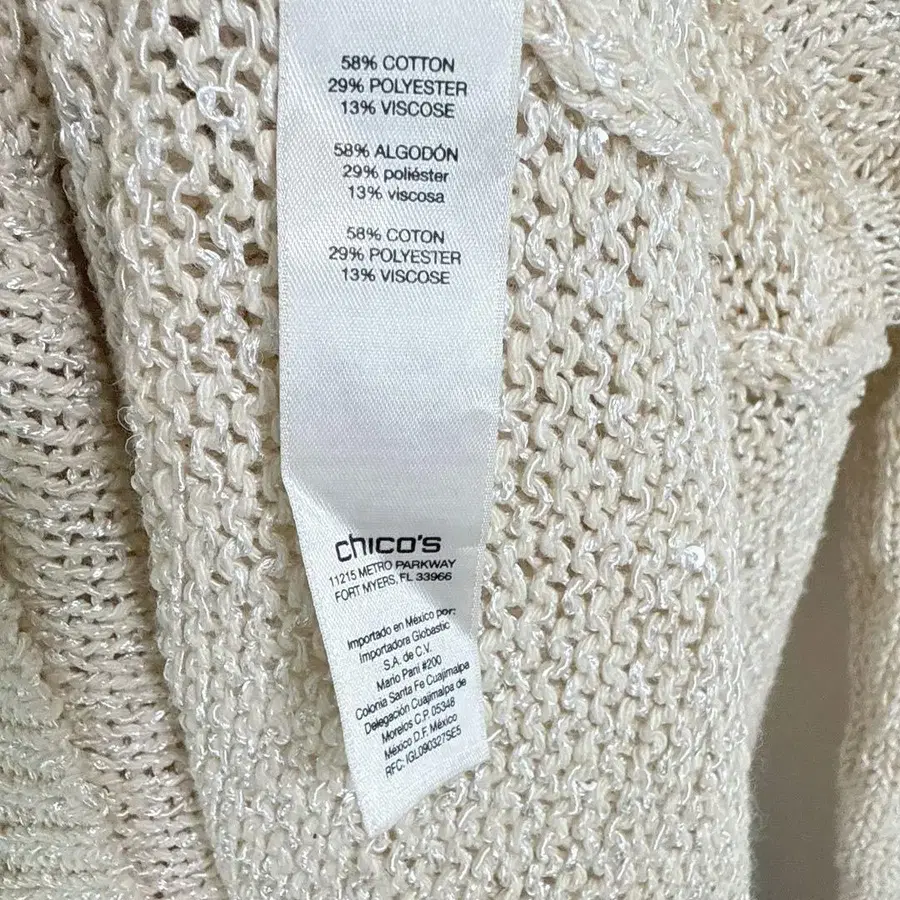 58% COTTON
29% POLYESTER
13% VISCOSE
58% ALGODÓN
29% poliéster
13% viscosa
58% COTON
29% POLYESTER
13% VISCOSE
chico's
11215 METRO PARKWAY
FORT MYERS, FL 33966
Importado en México por:
Importadora Globastic
S.A. de C.V.
Mario Pani #200
Colonia Santa Fe Cuajimalpa
Delegación Cuajimalpa de
Morelos C.P. 05348
México D.F. México
RFC: IGL090327SE5